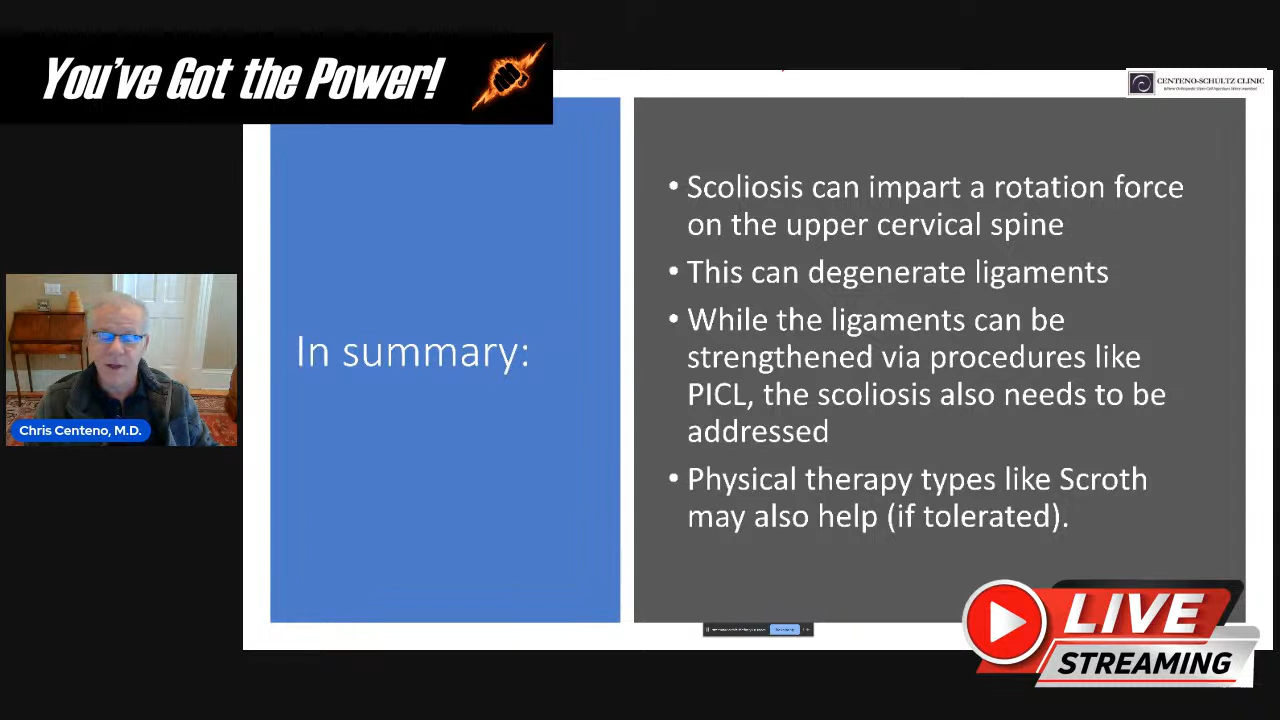 You've Got the Power!
CENTENO-SCHULTZ CLINIC
• Scoliosis can impart a rotation force
on the upper cervical spine
• This can degenerate ligaments
• While the ligaments can be
strengthened via procedures like
PICL, the scoliosis also needs to be
addressed
• Physical therapy types like Scroth
may also help (if tolerated).
In summary:
Chris Centeno, M.D.
LIVE
STREAMING